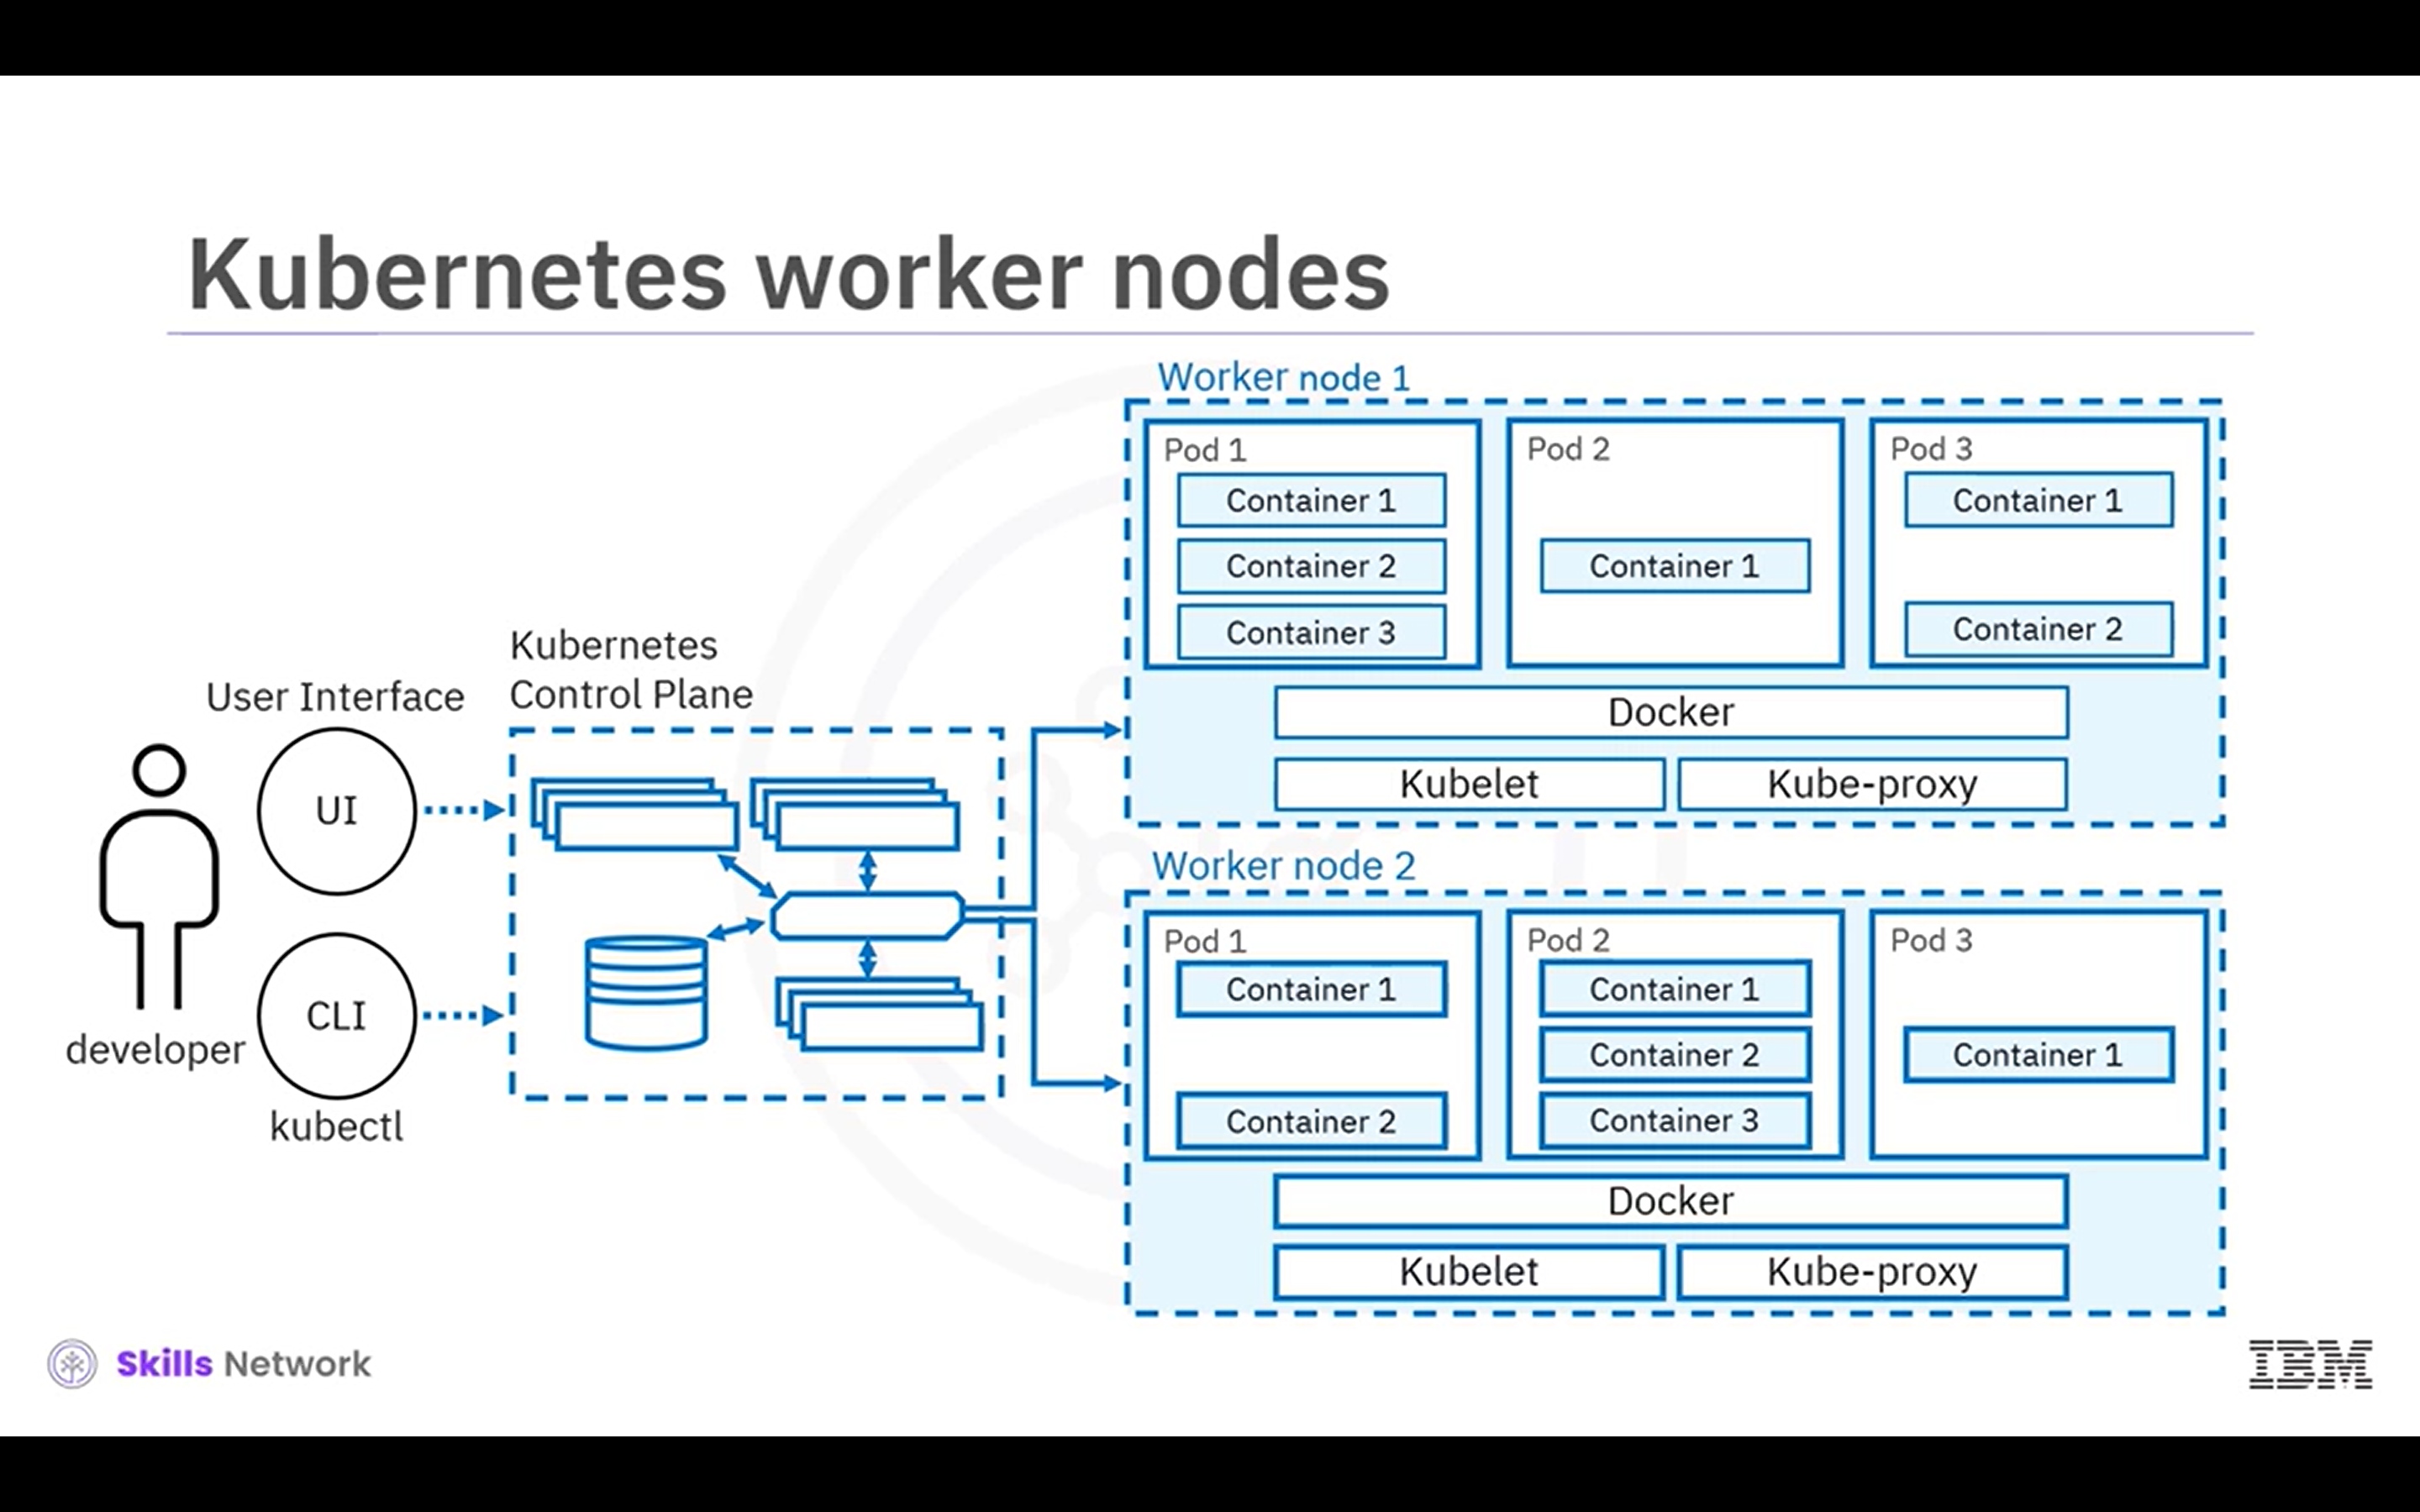 Kubernetes worker nodes
developer
User Interface
UI
CLI
kubectl
Kubernetes
Control Plane
Worker node 1
Pod 1
Container 1
Container 2
Container 3
Pod 2
Container 1
Pod 3
Container 1
Container 2
Docker
Kubelet
Kube-proxy
Worker node 2
Pod 1
Container 1
Container 2
Pod 2
Container 1
Container 2
Container 3
Pod 3
Container 1
Docker
Kubelet
Kube-proxy
Skills Network
IBM